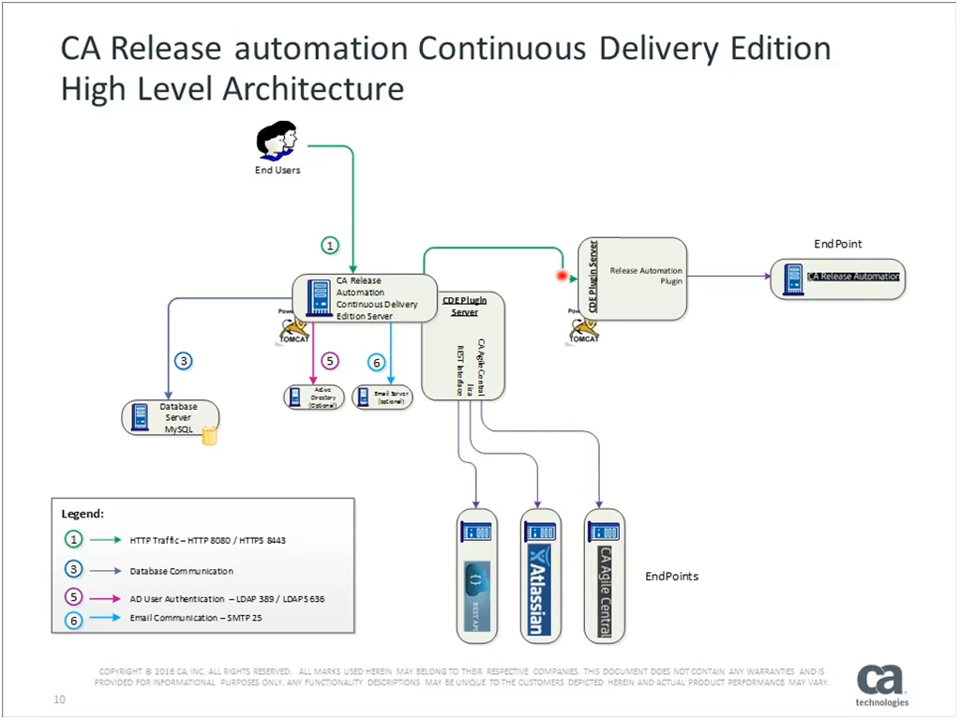 CA Release automation Continuous Delivery Edition
High Level Architecture
End Users
1
CA Release
Automation
Continuous Delivery
Edition Server
TOMCAT
CDE Plugin
Server
CA Agile Central
Jira
REST Interface
CDE Plugin Server
Release Automation
Plugin
TOMCAT
EndPoint
CA Release Automation
3
5
6
Database
Server
MySQL
Active
Directory
(Optional)
Email Server
(optional)
REST API
Atlassian
CA Agile Central
EndPoints
Legend:
1 HTTP Traffic – HTTP 8080 / HTTPS 8443
3 Database Communication
5 AD User Authentication – LDAP 389 / LDAPS 636
6 Email Communication – SMTP 25
COPYRIGHT © 2016 CA, INC. ALL RIGHTS RESERVED. ALL MARKS USED HEREIN MAY BELONG TO THEIR RESPECTIVE COMPANIES. THIS DOCUMENT DOES NOT CONTAIN ANY WARRANTIES AND IS
PROVIDED FOR INFORMATIONAL PURPOSES ONLY. ANY FUNCTIONALITY DESCRIPTIONS MAY BE UNIQUE TO THE CUSTOMERS DEPICTED HEREIN AND ACTUAL PRODUCT PERFORMANCE MAY VARY.
10
ca
technologies